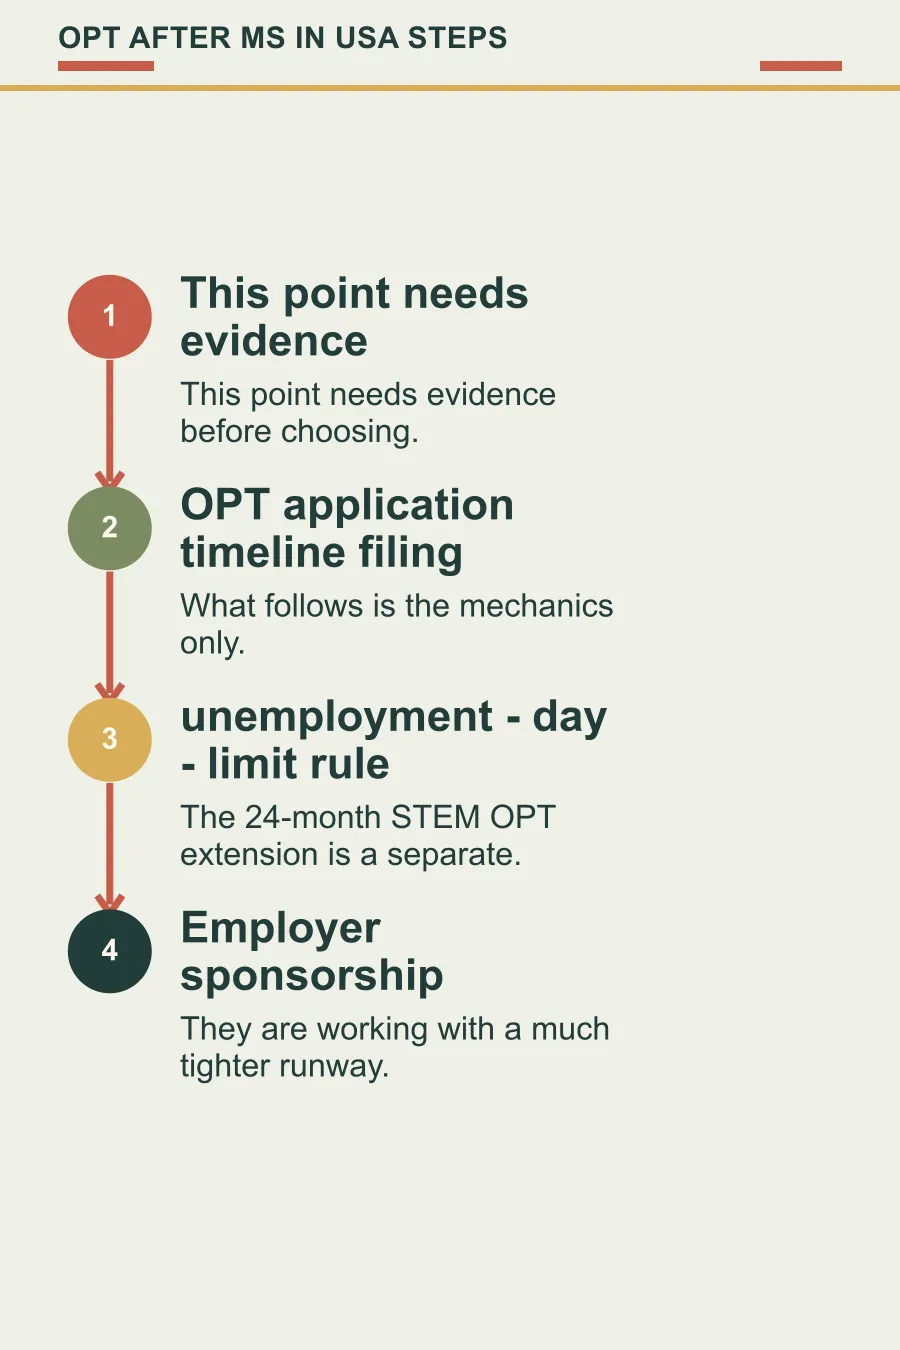 OPT AFTER MS IN USA STEPS
1
This point needs
evidence
This point needs evidence
before choosing.
2
OPT application
timeline filing
What follows is the mechanics
only.
3
unemployment - day
- limit rule
The 24-month STEM OPT
extension is a separate.
4
Employer
sponsorship
They are working with a much
tighter runway.